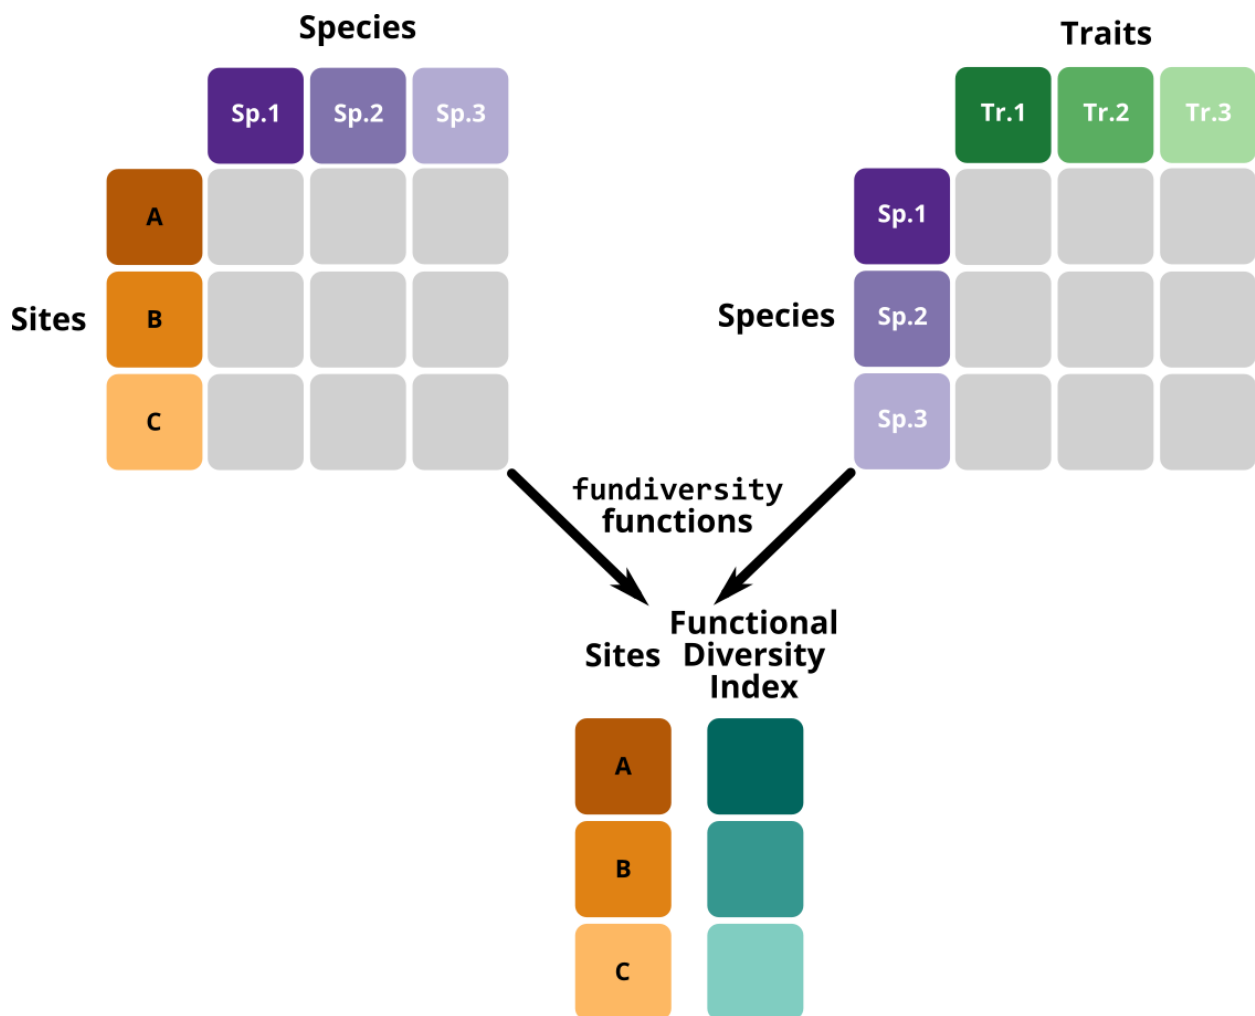 Species
Sp.1 Sp.2 Sp.3
A
Sites B
C
Traits
Tr.1 Tr.2 Tr.3
Sp.1
Species Sp.2
Sp.3
fundiversity
functions
Sites
Functional
Diversity
Index
A
B
C